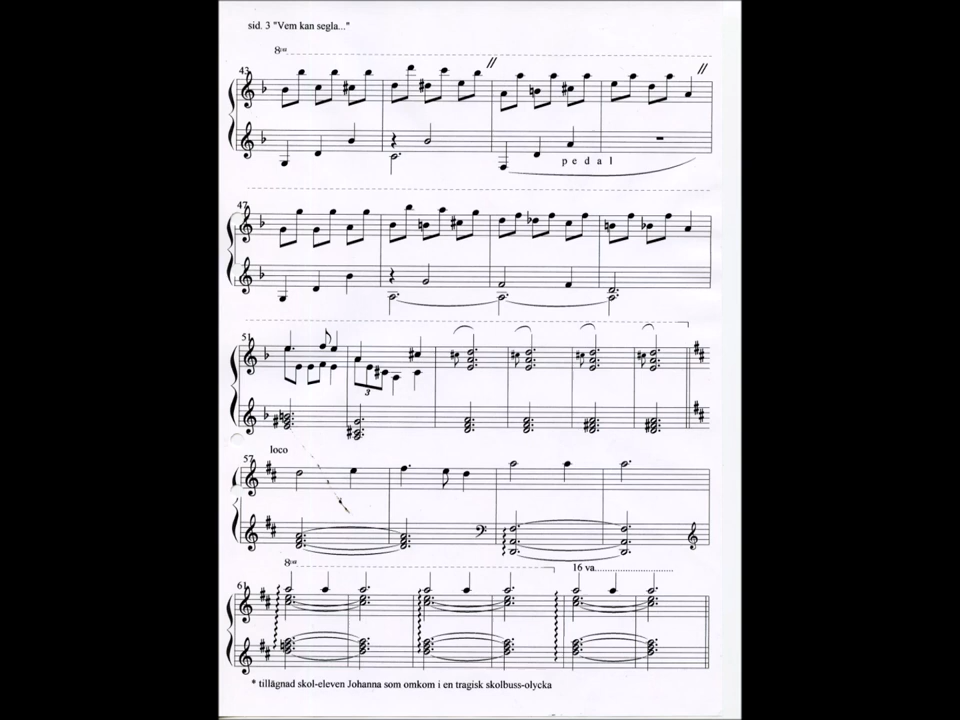 sid. 3 "Vem kan segla..."
8va
43
pedal
47
51
3
57
loco
8va
16 va
61
* tillägnad skol-eleven Johanna som omkom i en tragisk skolbuss-olycka